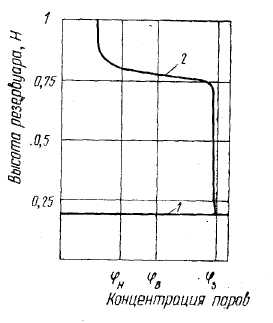 Высота резервуара, Н
1
0,75
0,5
0,25
2
1
φн φв φз
Концентрация паров